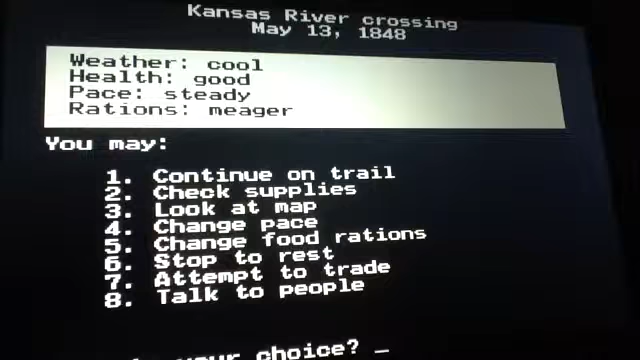 Kansas River crossing
May 13, 1848
Weather: cool
Health: good
Pace: steady
Rations: meager
You may:
1. Continue on trail
2. Check supplies
3. Look at map
4. Change pace
5. Change food rations
6. Stop to rest
7. Attempt to trade
8. Talk to people
your choice? _